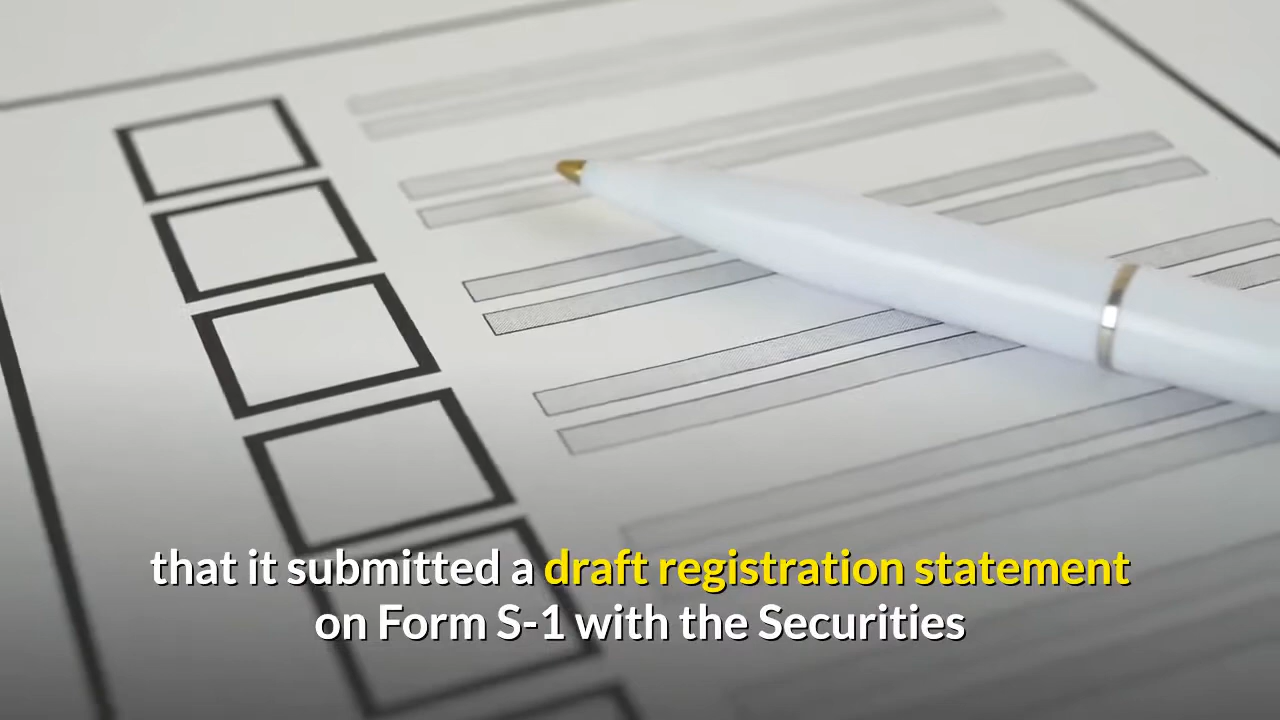 that it submitted a draft registration statement
on Form S-1 with the Securities